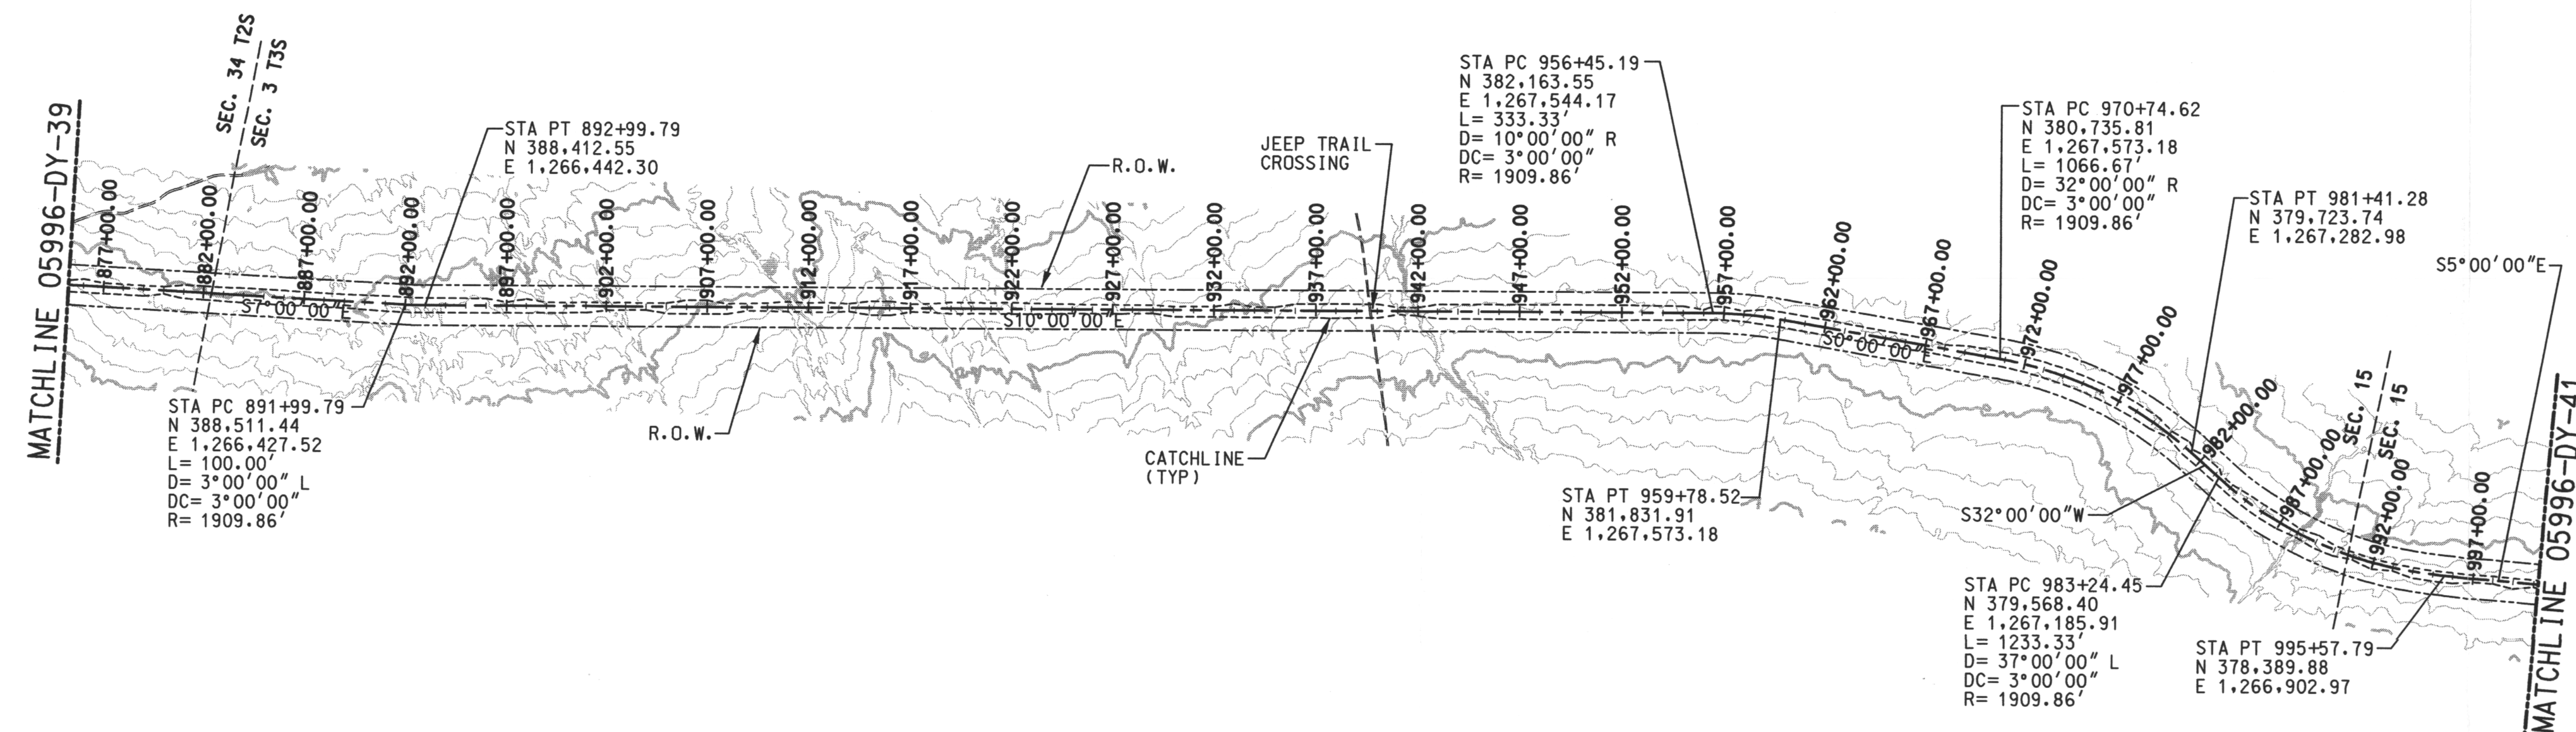 MATCHLINE 05996-DY-39
SEC. 34 T2S
SEC. 3 T3S
877+00.00
882+00.00
887+00.00
892+00.00
897+00.00
902+00.00
907+00.00
912+00.00
917+00.00
922+00.00
927+00.00
932+00.00
937+00.00
942+00.00
947+00.00
952+00.00
957+00.00
962+00.00
967+00.00
972+00.00
977+00.00
982+00.00
987+00.00
992+00.00
997+00.00
STA PT 892+99.79
N 388,412.55
E 1,266,442.30
S7°00'00"E
STA PC 891+99.79
N 388,511.44
E 1,266,427.52
L= 100.00'
D= 3°00'00" L
DC= 3°00'00"
R= 1909.86'
R.O.W.
R.O.W.
S10°00'00"E
JEEP TRAIL
CROSSING
CATCHLINE
(TYP)
STA PC 956+45.19
N 382,163.55
E 1,267,544.17
L= 333.33'
D= 10°00'00" R
DC= 3°00'00"
R= 1909.86'
STA PT 959+78.52
N 381,831.91
E 1,267,573.18
S0°00'00"E
STA PC 970+74.62
N 380,735.81
E 1,267,573.18
L= 1066.67'
D= 32°00'00" R
DC= 3°00'00"
R= 1909.86'
STA PT 981+41.28
N 379,723.74
E 1,267,282.98
S32°00'00"W
STA PC 983+24.45
N 379,568.40
E 1,267,185.91
L= 1233.33'
D= 37°00'00" L
DC= 3°00'00"
R= 1909.86'
SEC. 15
SEC. 15
STA PT 995+57.79
N 378,389.88
E 1,266,902.97
S5°00'00"E
MATCHLINE 05996-DY-41